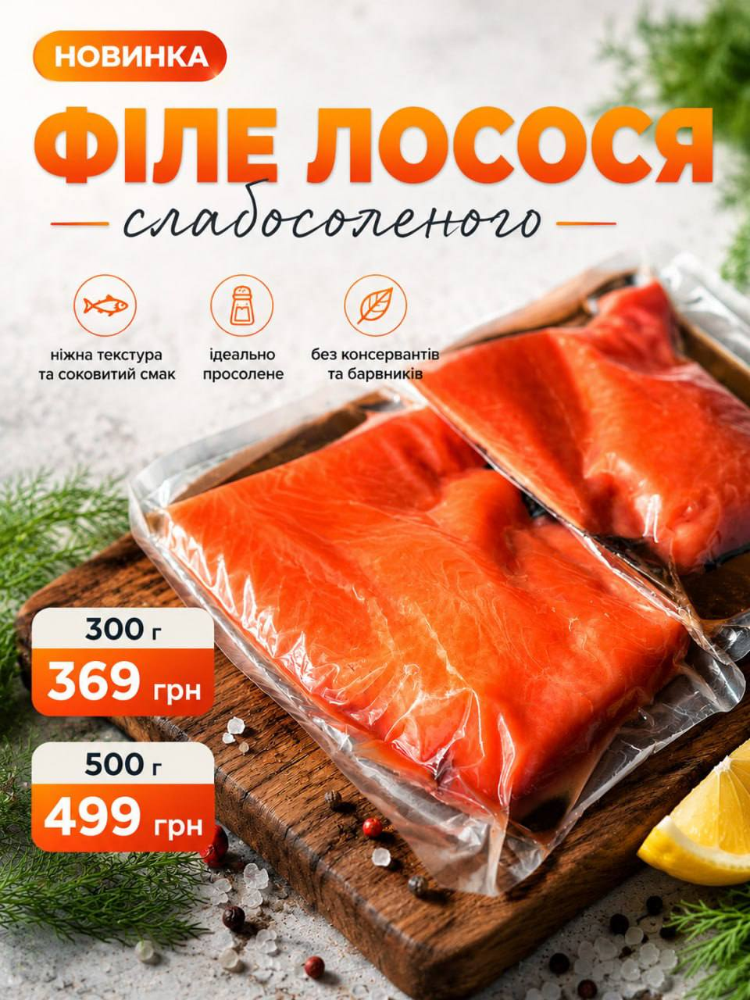 НОВИНКА
ФІЛЕ ЛОСОСЯ
слабосоленого
ніжна текстура
та соковитий смак
ідеально
просолене
без консервантів
та барвників
300 г
369 грн
500 г
499 грн